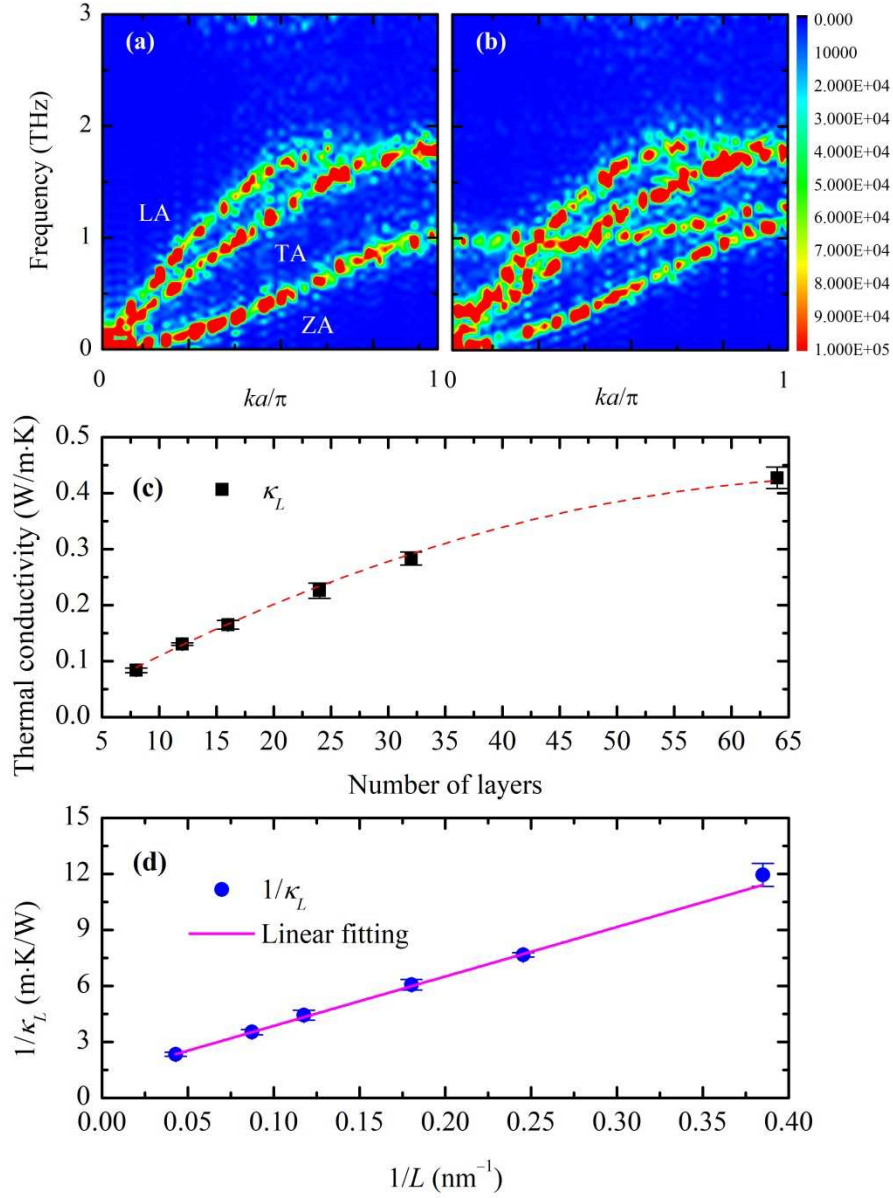 3
2
1
0
Frequency (THz)
(a)
LA
TA
ZA
0
1
ka/π
(b)
1
ka/π
0.000
10000
2.000E+04
3.000E+04
4.000E+04
5.000E+04
6.000E+04
7.000E+04
8.000E+04
9.000E+04
1.000E+05
Thermal conductivity (W/m·K)
0.5
0.4
0.3
0.2
0.1
0.0
(c)
κL
5 10 15 20 25 30 35 40 45 50 55 60 65
Number of layers
1/κL (m·K/W)
15
12
9
6
3
0
(d)
1/κL
Linear fitting
0.00 0.05 0.10 0.15 0.20 0.25 0.30 0.35 0.40
1/L (nm⁻¹)